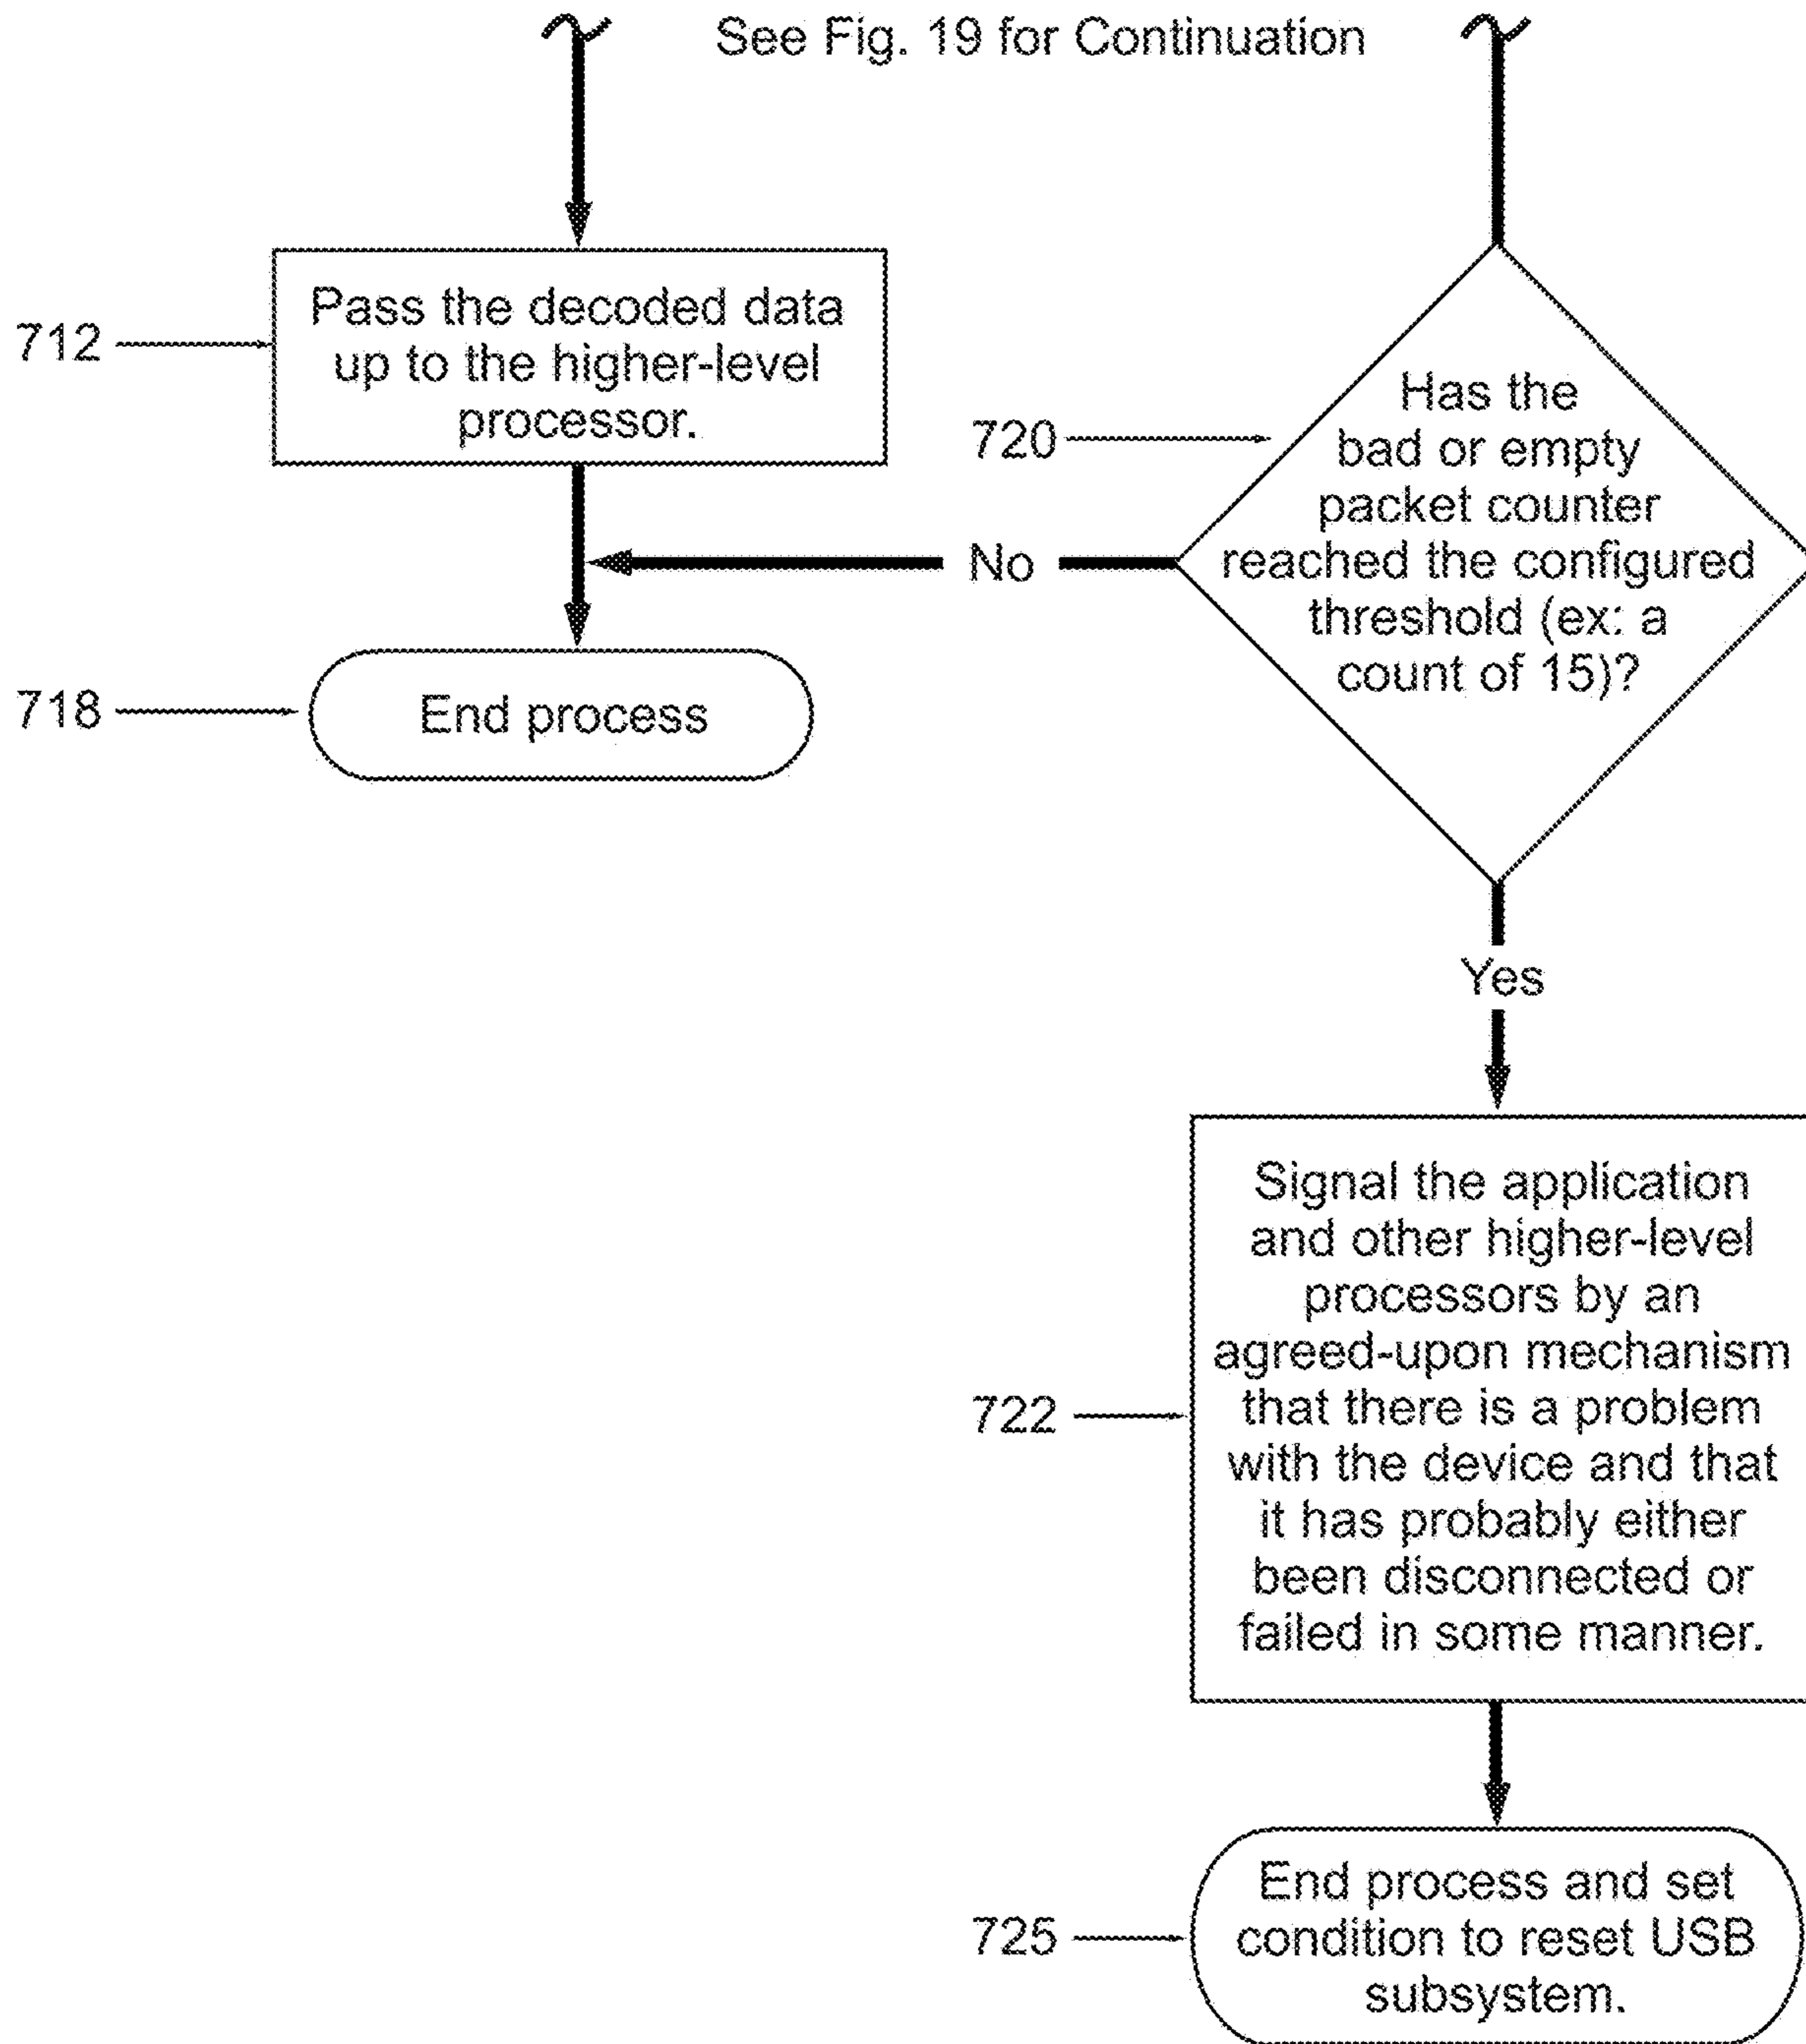 See Fig. 19 for Continuation
712
Pass the decoded data
up to the higher-level
processor.
720
Has the
bad or empty
packet counter
reached the configured
threshold (ex: a
count of 15)?
No
718
End process
Yes
722
Signal the application
and other higher-level
processors by an
agreed-upon mechanism
that there is a problem
with the device and that
it has probably either
been disconnected or
failed in some manner.
725
End process and set
condition to reset USB
subsystem.